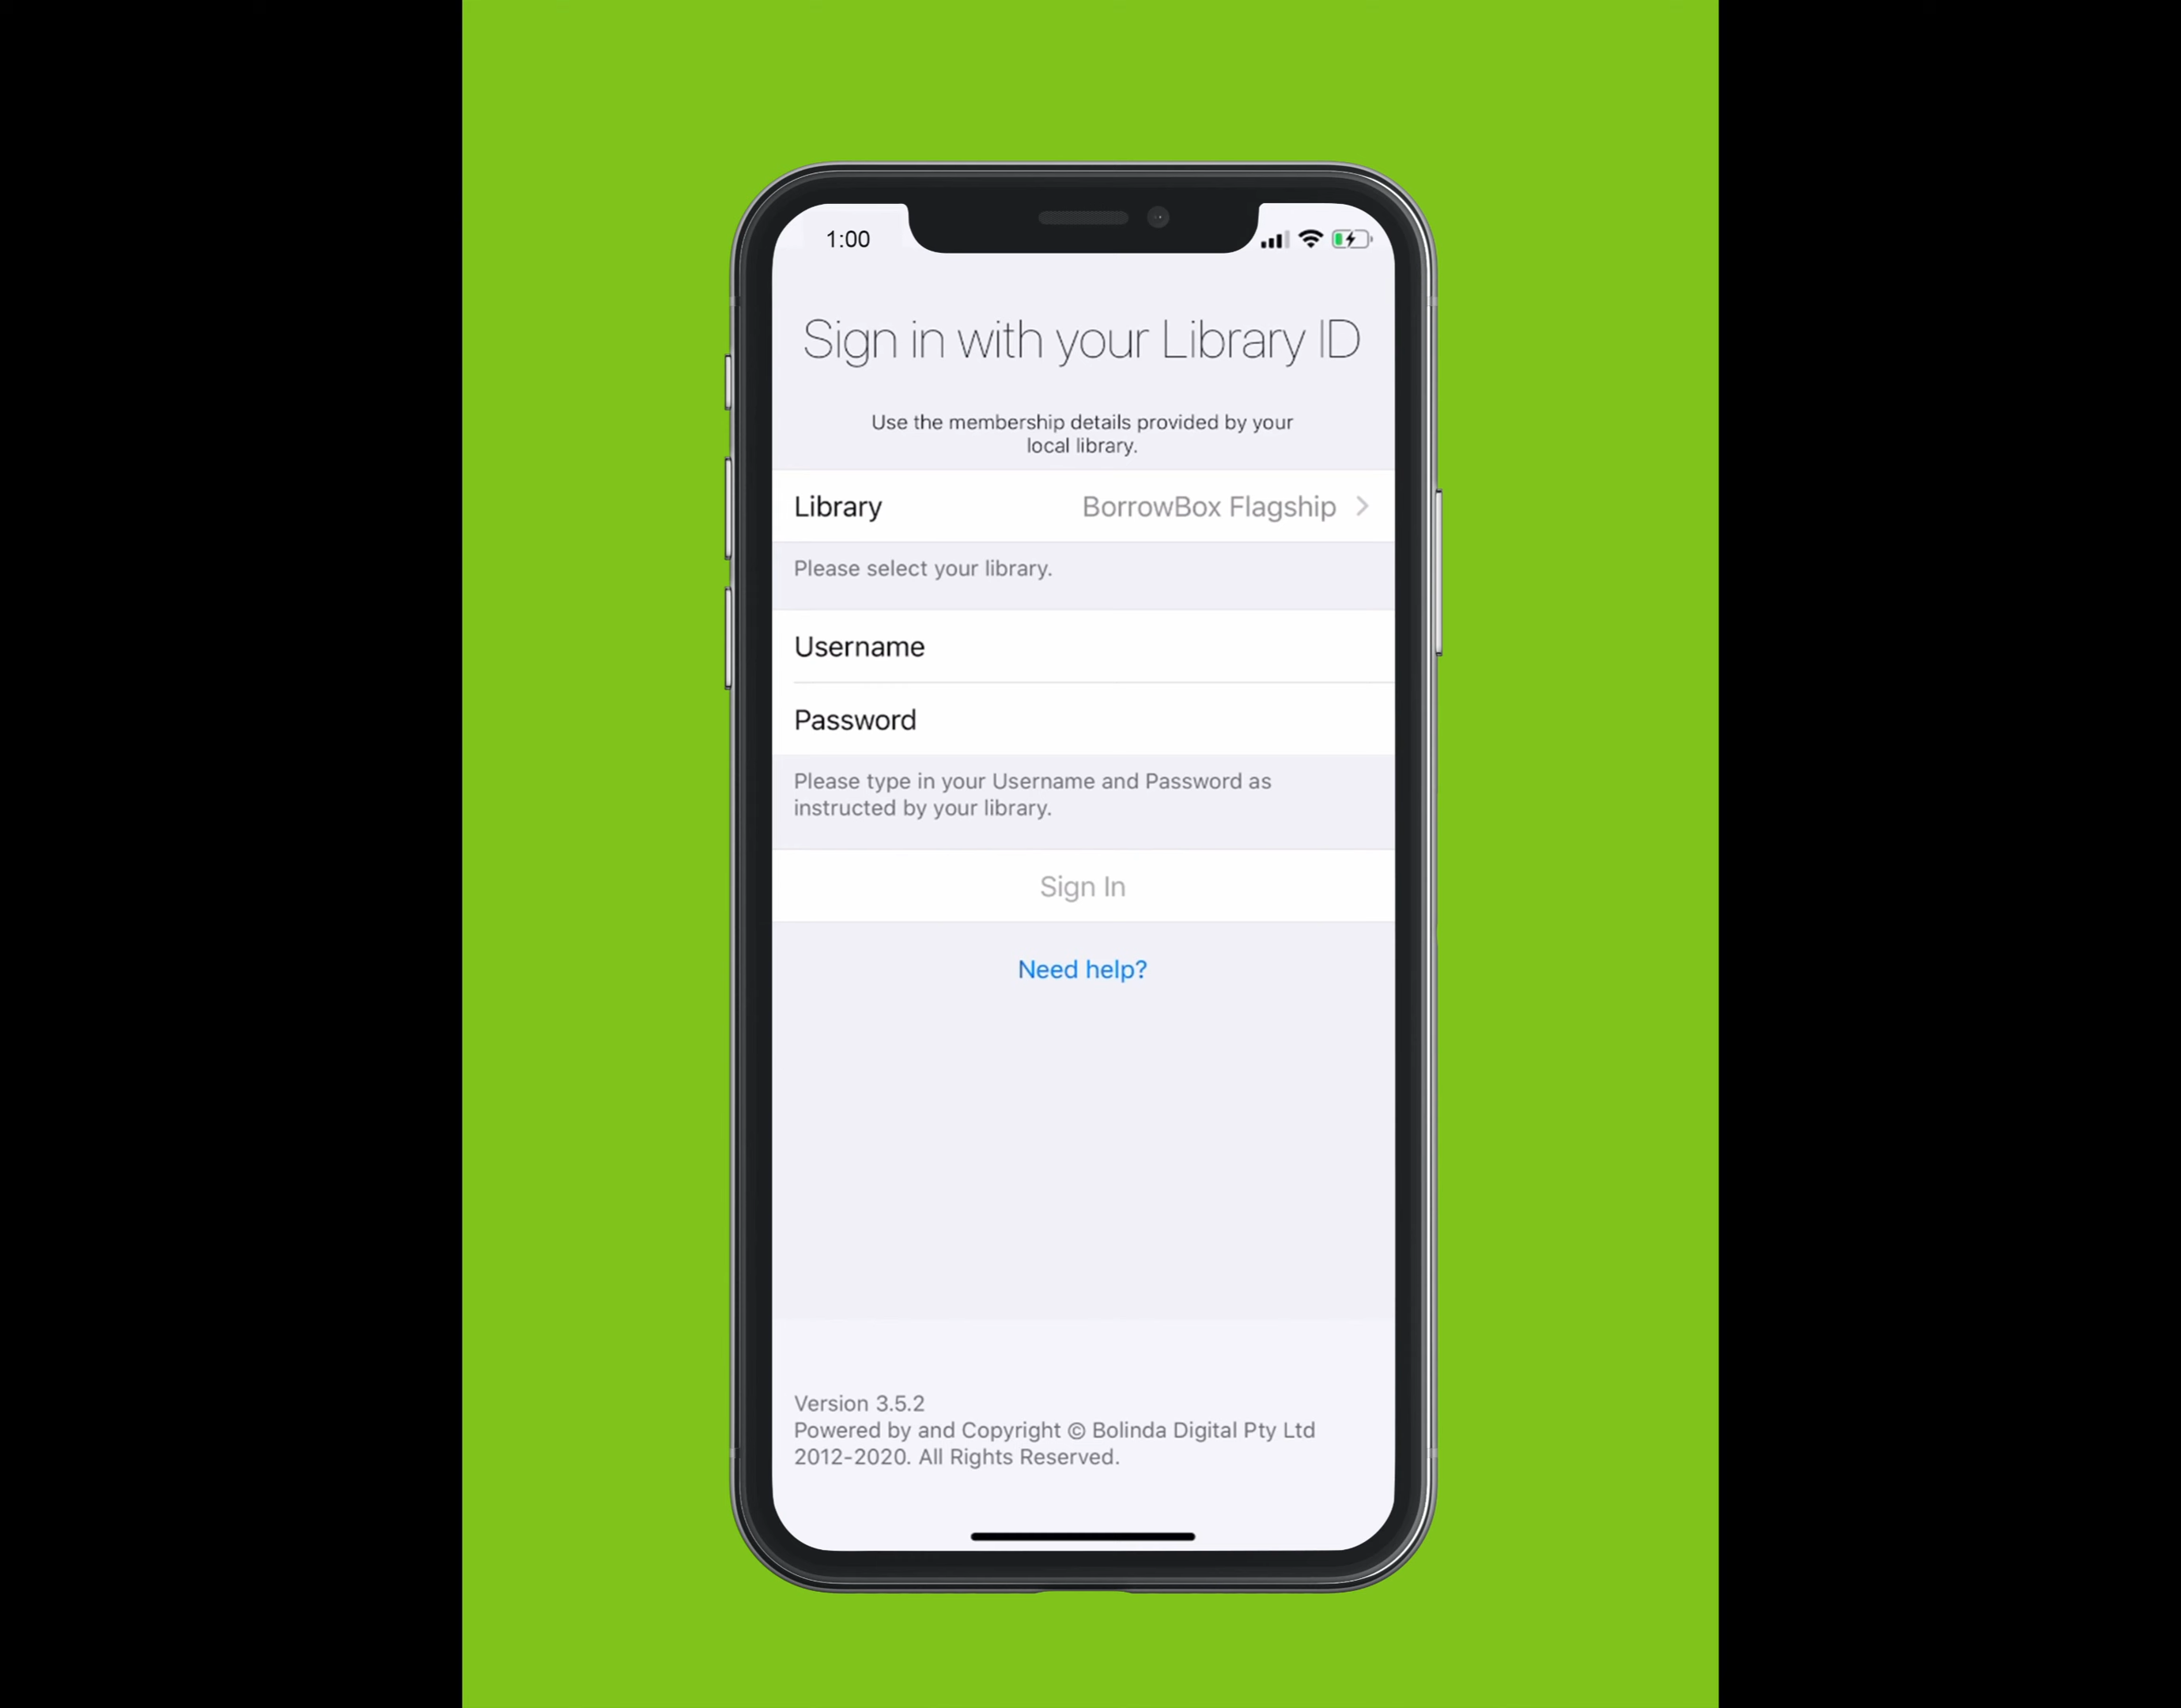 1:00
Sign in with your Library ID
Use the membership details provided by your
local library.
Library BorrowBox Flagship
Please select your library.
Username
Password
Please type in your Username and Password as
instructed by your library.
Sign In
Need help?
Version 3.5.2
Powered by and Copyright © Bolinda Digital Pty Ltd
2012-2020. All Rights Reserved.